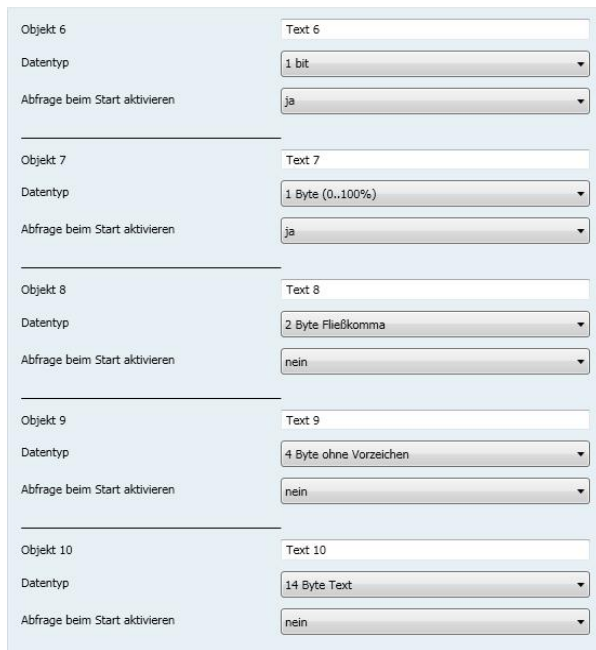 Objekt 6 Text 6
Datentyp 1 bit
Abfrage beim Start aktivieren ja
Objekt 7 Text 7
Datentyp 1 Byte (0..100%)
Abfrage beim Start aktivieren ja
Objekt 8 Text 8
Datentyp 2 Byte Fließkomma
Abfrage beim Start aktivieren nein
Objekt 9 Text 9
Datentyp 4 Byte ohne Vorzeichen
Abfrage beim Start aktivieren nein
Objekt 10 Text 10
Datentyp 14 Byte Text
Abfrage beim Start aktivieren nein